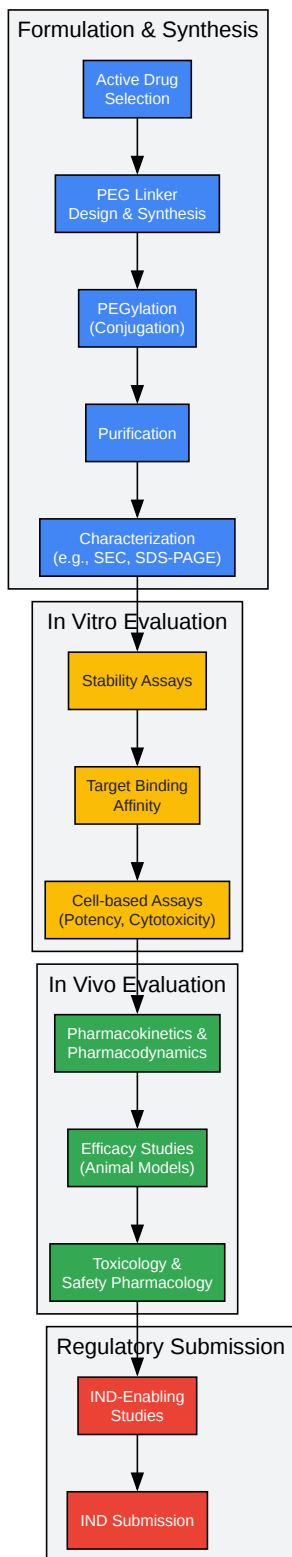 Formulation & Synthesis
Active Drug
Selection
PEG Linker
Design & Synthesis
PEGylation
(Conjugation)
Purification
Characterization
(e.g., SEC, SDS-PAGE)
In Vitro Evaluation
Stability Assays
Target Binding
Affinity
Cell-based Assays
(Potency, Cytotoxicity)
In Vivo Evaluation
Pharmacokinetics &
Pharmacodynamics
Efficacy Studies
(Animal Models)
Toxicology &
Safety Pharmacology
Regulatory Submission
IND-Enabling
Studies
IND Submission